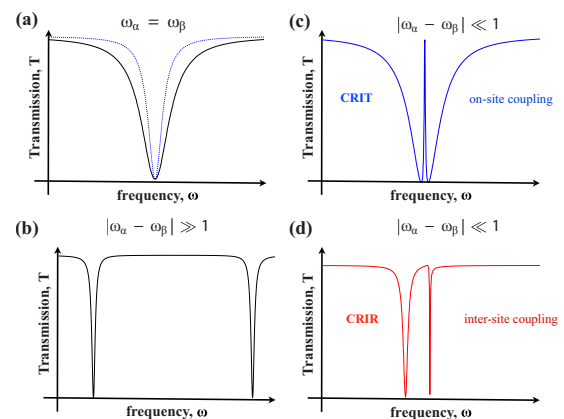 (a)
ωα = ωβ
Transmission, T
frequency, ω
(c)
|ωα − ωβ| ≪ 1
Transmission, T
CRIT
on-site coupling
frequency, ω
(b)
|ωα − ωβ| ≫ 1
Transmission, T
frequency, ω
(d)
|ωα − ωβ| ≪ 1
Transmission, T
CRIR
inter-site coupling
frequency, ω